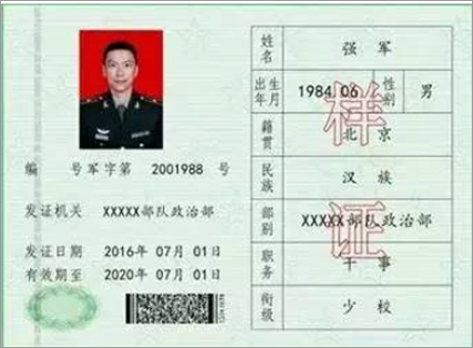 编 号军字第 2001988 号
发证机关 XXXXX部队政治部
发证日期 2016年 07月 01日
有效期至 2020年 07月 01日
姓名 强 军
出生年月 1984 06 性别 男
籍贯 北 京
民族 汉 族
部别 XXXXX部队政治部
职务 干 事
衔级 少 校
样证